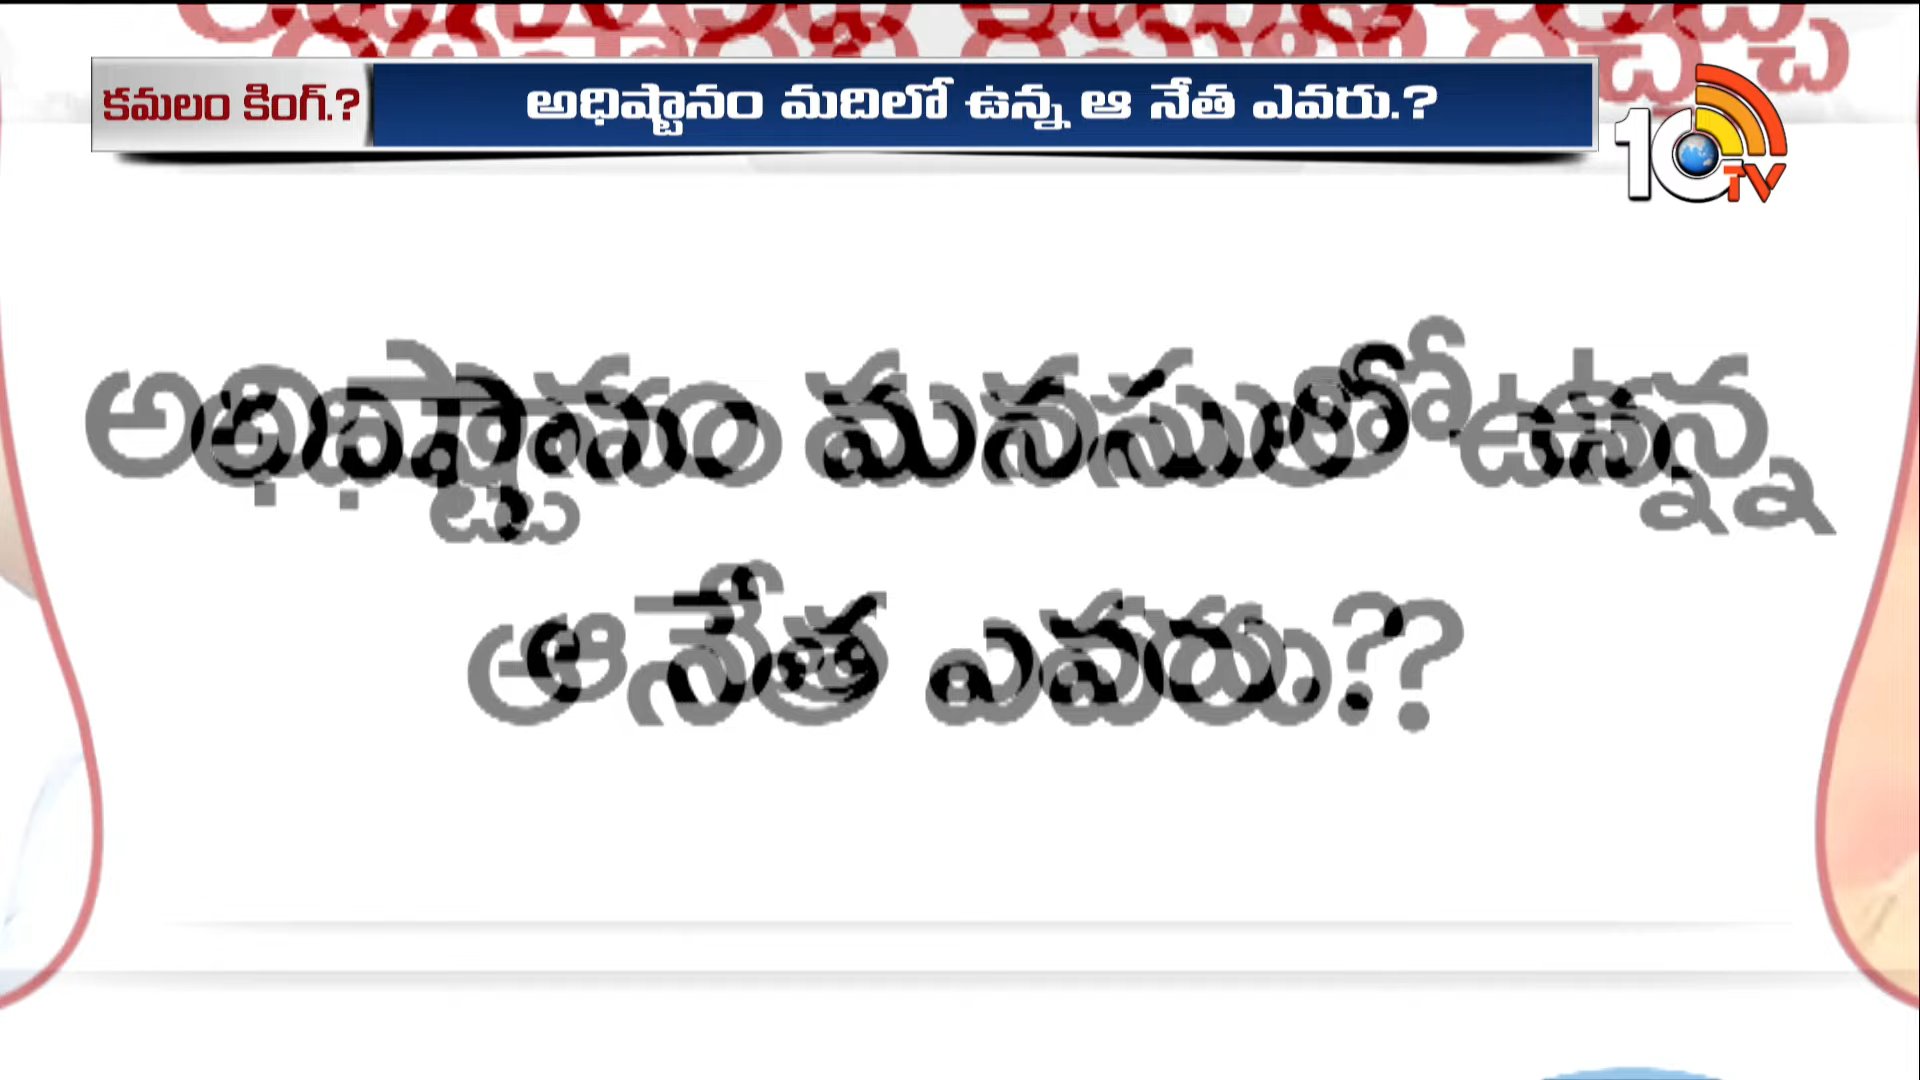 కమలం కింగ్.?
అధిష్టానం మదిలో ఉన్న ఆ నేత ఎవరు.?
10TV
అధిష్టానం మనసులో ఉన్న
ఆ నేత ఎవరు.?